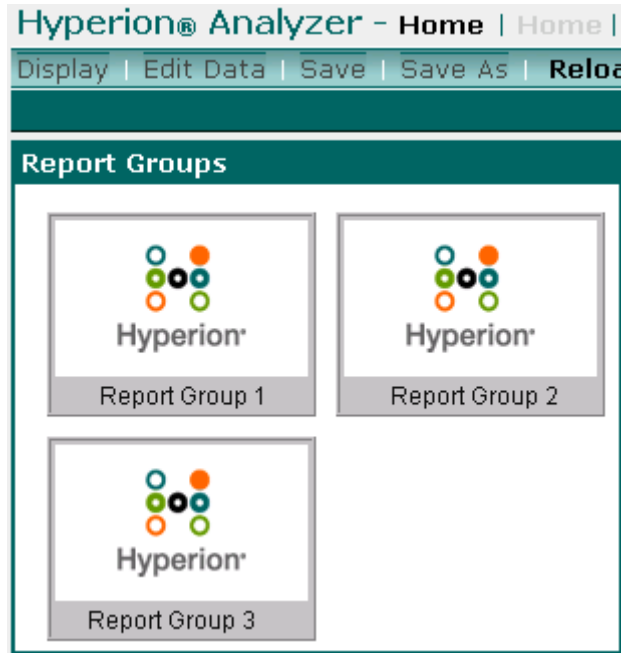 Hyperion® Analyzer - Home | Home |
Display | Edit Data | Save | Save As |
Report Groups
Hyperion
Hyperion
Report Group 1
Report Group 2
Hyperion
Report Group 3